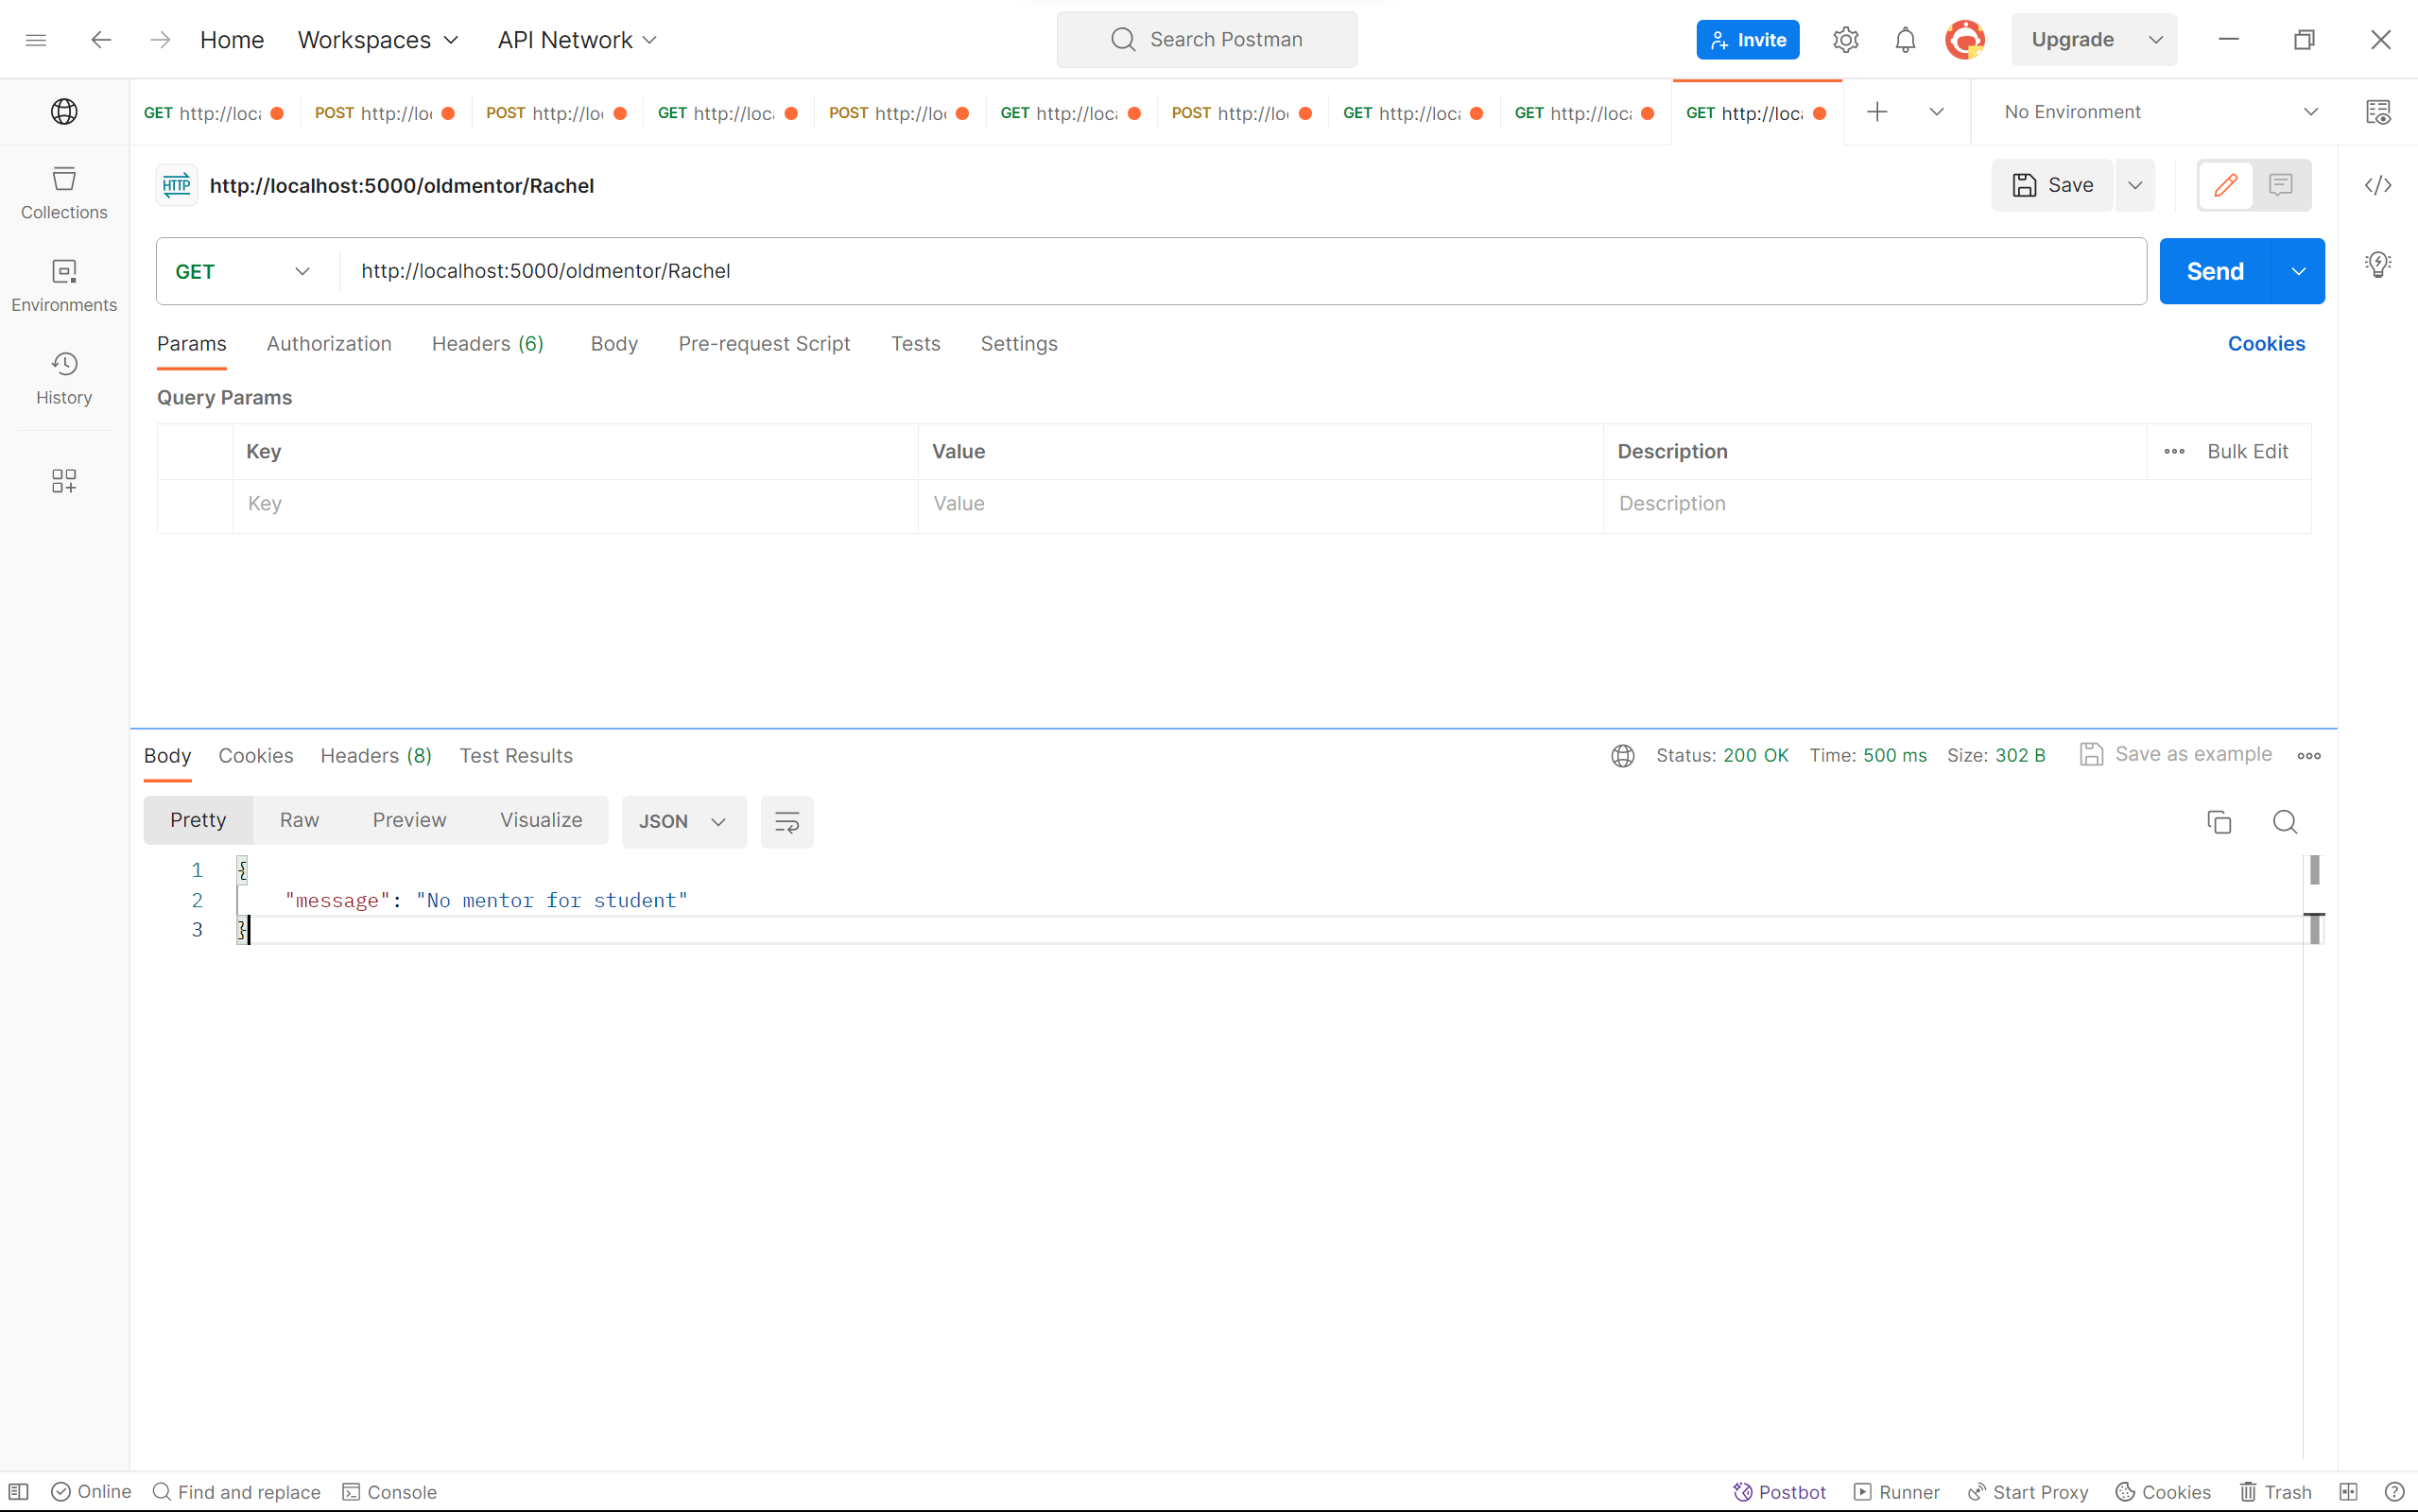 Home Workspaces API Network Search Postman Invite Upgrade
GET http://loc POST http://lo POST http://lo GET http://loc POST http://lo GET http://loc POST http://lo GET http://loc GET http://loc GET http://loc No Environment
HTTP http://localhost:5000/oldmentor/Rachel Save
GET http://localhost:5000/oldmentor/Rachel Send
Collections
Environments
History
Params Authorization Headers (6) Body Pre-request Script Tests Settings Cookies
Query Params
Key Value Description Bulk Edit
Key Value Description
Body Cookies Headers (8) Test Results Status: 200 OK Time: 500 ms Size: 302 B Save as example
Pretty Raw Preview Visualize JSON
1 {
2 "message": "No mentor for student"
3 }
Online Find and replace Console Postbot Runner Start Proxy Cookies Trash